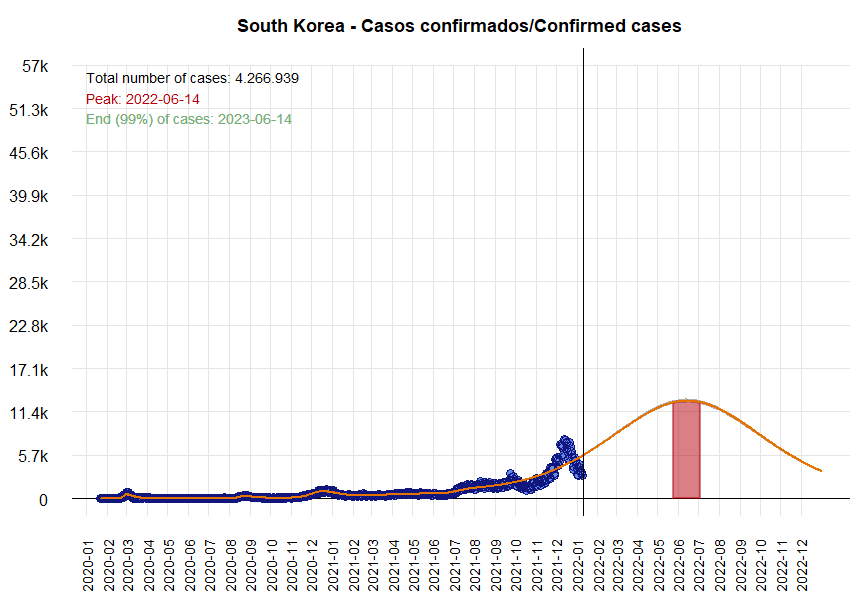 South Korea - Casos confirmados/Confirmed cases
57k
Total number of cases: 4.266.939
Peak: 2022-06-14
51.3k
End (99%) of cases: 2023-06-14
45.6k
39.9k
34.2k
28.5k
22.8k
17.1k
11.4k
5.7k
0
2020-01
2020-02
2020-03
2020-04
2020-05
2020-06
2020-07
2020-08
2020-09
2020-10
2020-11
2020-12
2021-01
2021-02
2021-03
2021-04
2021-05
2021-06
2021-07
2021-08
2021-09
2021-10
2021-11
2021-12
2022-01
2022-02
2022-03
2022-04
2022-05
2022-06
2022-07
2022-08
2022-09
2022-10
2022-11
2022-12